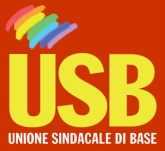 USB
UNIONE SINDACALE DI BASE